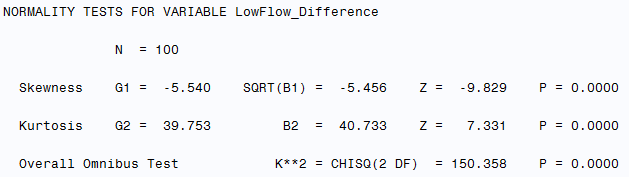 NORMALITY TESTS FOR VARIABLE LowFlow_Difference
N = 100
Skewness G1 = -5.540 SQRT(B1) = -5.456 Z = -9.829 P = 0.0000
Kurtosis G2 = 39.753 B2 = 40.733 Z = 7.331 P = 0.0000
Overall Omnibus Test K**2 = CHISQ(2 DF) = 150.358 P = 0.0000